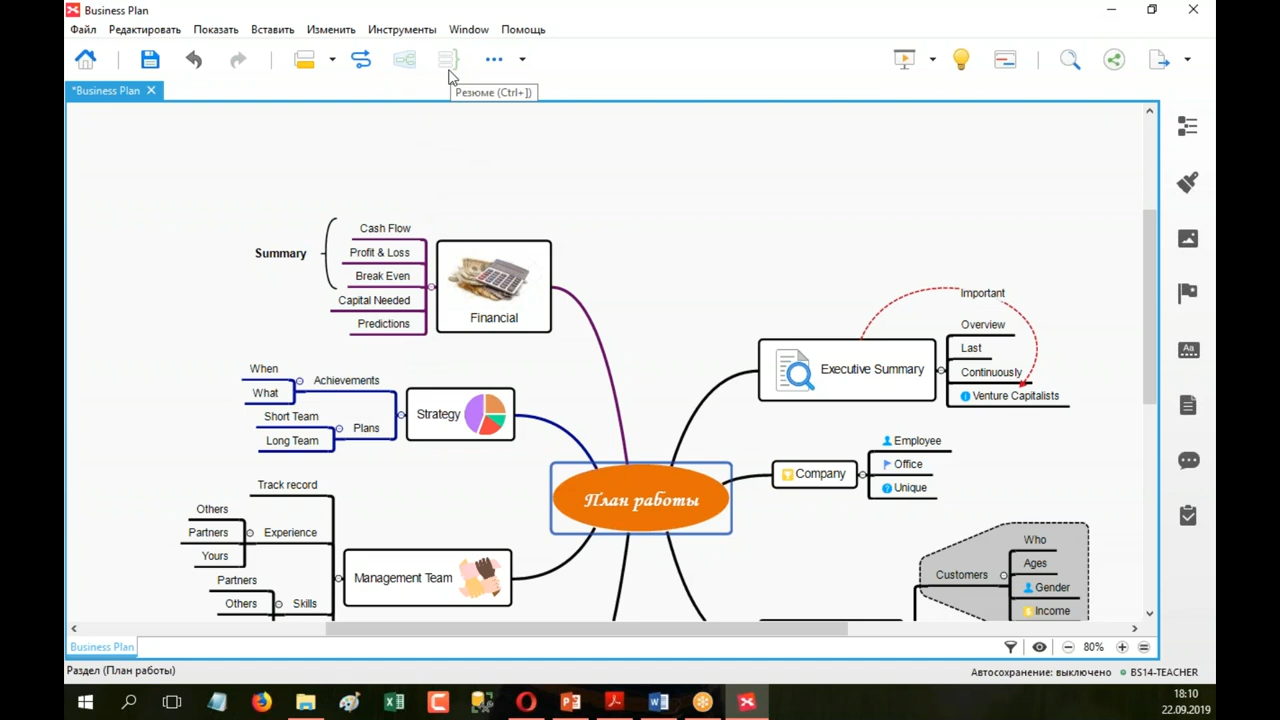 Business Plan
Файл Редактировать Показать Вставить Изменить Инструменты Window Помощь
Резюме (Ctrl+])
*Business Plan
Summary
Cash Flow
Profit & Loss
Break Even
Capital Needed
Predictions
Financial
Important
Overview
Last
Continuously
Venture Capitalists
Executive Summary
When
What
Achievements
Short Team
Long Team
Plans
Strategy
Employee
Office
Unique
Company
План работы
Track record
Others
Partners
Yours
Experience
Partners
Others
Skills
Management Team
Customers
Who
Ages
Gender
Income
Aa
Business Plan
80%
Раздел (План работы)
Автосохранение: выключено BS14-TEACHER
18:10
22.09.2019